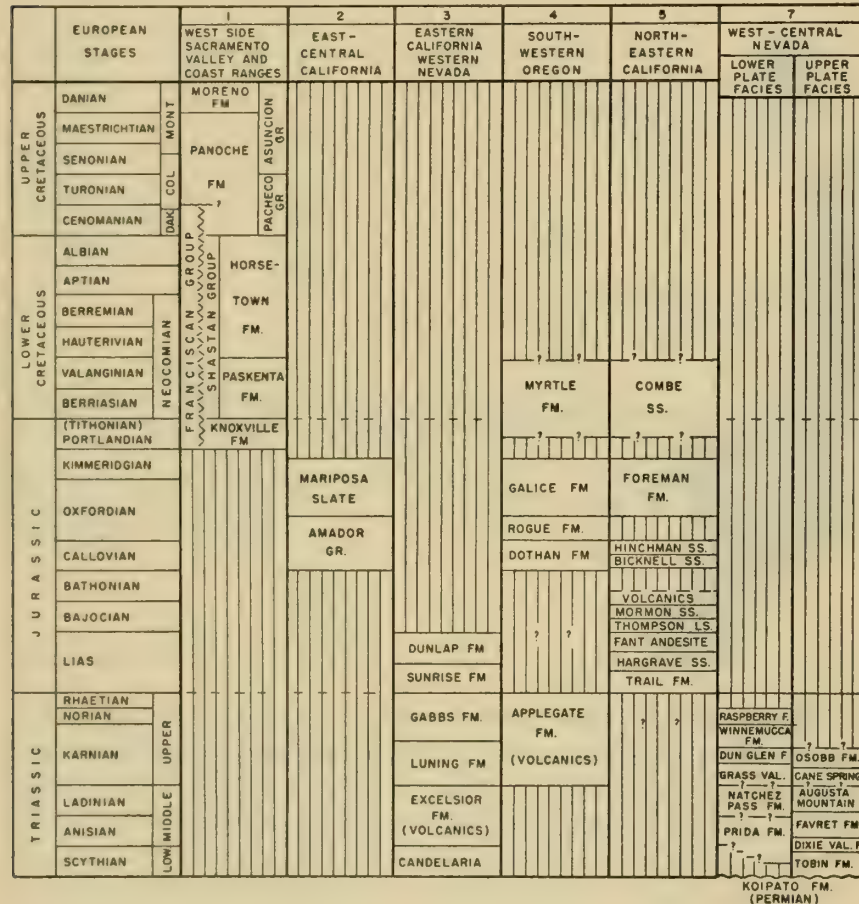 EUROPEAN
STAGES
1
WEST SIDE
SACRAMENTO
VALLEY AND
COAST RANGES
2
EAST-
CENTRAL
CALIFORNIA
3
EASTERN
CALIFORNIA
WESTERN
NEVADA
4
SOUTH-
WESTERN
OREGON
5
NORTH-
EASTERN
CALIFORNIA
7
WEST-CENTRAL
NEVADA
LOWER
PLATE
FACIES
UPPER
PLATE
FACIES
UPPER
CRETACEOUS
DANIAN
MAESTRICHTIAN
SENONIAN
TURONIAN
CENOMANIAN
MONT
COL
DAK
MORENO
FM
PANOCHE
FM
?
ASUNCION
GR
PACHECO
GR
LOWER
CRETACEOUS
ALBIAN
APTIAN
BERREMIAN
HAUTERIVIAN
VALANGINIAN
BERRIASIAN
NEOCOMIAN
FRANCISCAN GROUP
SHASTAN GROUP
HORSE-
TOWN
FM.
PASKENTA
FM.
? ?
MYRTLE
FM.
? ?
? ?
COMBE
SS.
? ?
JURASSIC
(TITHONIAN)
PORTLANDIAN
KIMMERIDGIAN
OXFORDIAN
CALLOVIAN
BATHONIAN
BAJOCIAN
LIAS
KNOXVILLE
FM
MARIPOSA
SLATE
AMADOR
GR.
DUNLAP FM
SUNRISE FM
GALICE FM
ROGUE FM.
DOTHAN FM
? ?
FOREMAN
FM.
HINCHMAN SS.
BICKNELL SS.
VOLCANICS
MORMON SS.
THOMPSON LS.
FANT ANDESITE
HARGRAVE SS.
TRAIL FM.
TRIASSIC
RHAETIAN
NORIAN
KARNIAN
LADINIAN
ANISIAN
SCYTHIAN
UPPER
MIDDLE
LOW.
GABBS FM.
LUNING FM
EXCELSIOR
FM.
(VOLCANICS)
CANDELARIA
APPLEGATE
FM.
(VOLCANICS)
? ?
RASPBERRY F.
WINNEMUCCA
FM.
DUN GLEN F
GRASS VAL.
? ?
NATCHEZ
PASS FM.
? ?
PRIDA FM.
?
?
? ?
OSOBB FM.
CANE SPRING
? ?
AUGUSTA
MOUNTAIN
FAVRET FM
DIXIE VAL. F
TOBIN FM.
KOIPATO FM.
(PERMIAN)